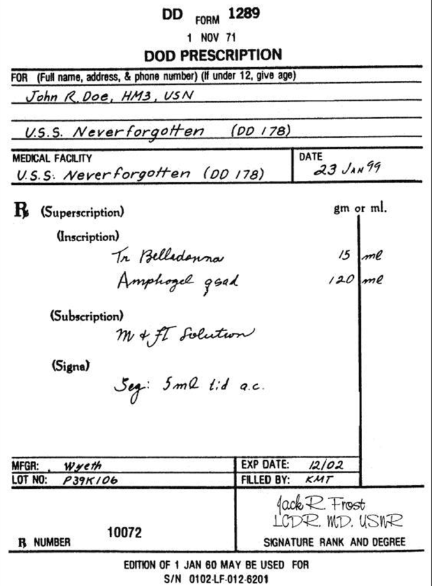 DD FORM 1289
1 NOV 71
DOD PRESCRIPTION
FOR (Full name, address, & phone number) (If under 12, give age)
John R. Doe, HM3, USN
U.S.S. Neverforgotten (DD 178)
MEDICAL FACILITY
U.S.S. Neverforgotten (DD 178)
DATE
23 JAN 99
℞ (Superscription) gm or ml.
(Inscription)
Tr Belladonna 15 ml
Amphogel qsad 120 ml
(Subscription)
M & FT Solution
(Signa)
Sig: 5ml tid a.c.
MFGR: Wyeth EXP DATE: 12/02
LOT NO: P39K106 FILLED BY: KMT
Jack R. Frost
LCDR. MD. USNR
10072
℞ NUMBER SIGNATURE RANK AND DEGREE
EDITION OF 1 JAN 60 MAY BE USED FOR
S/N 0102-LF-012-6201